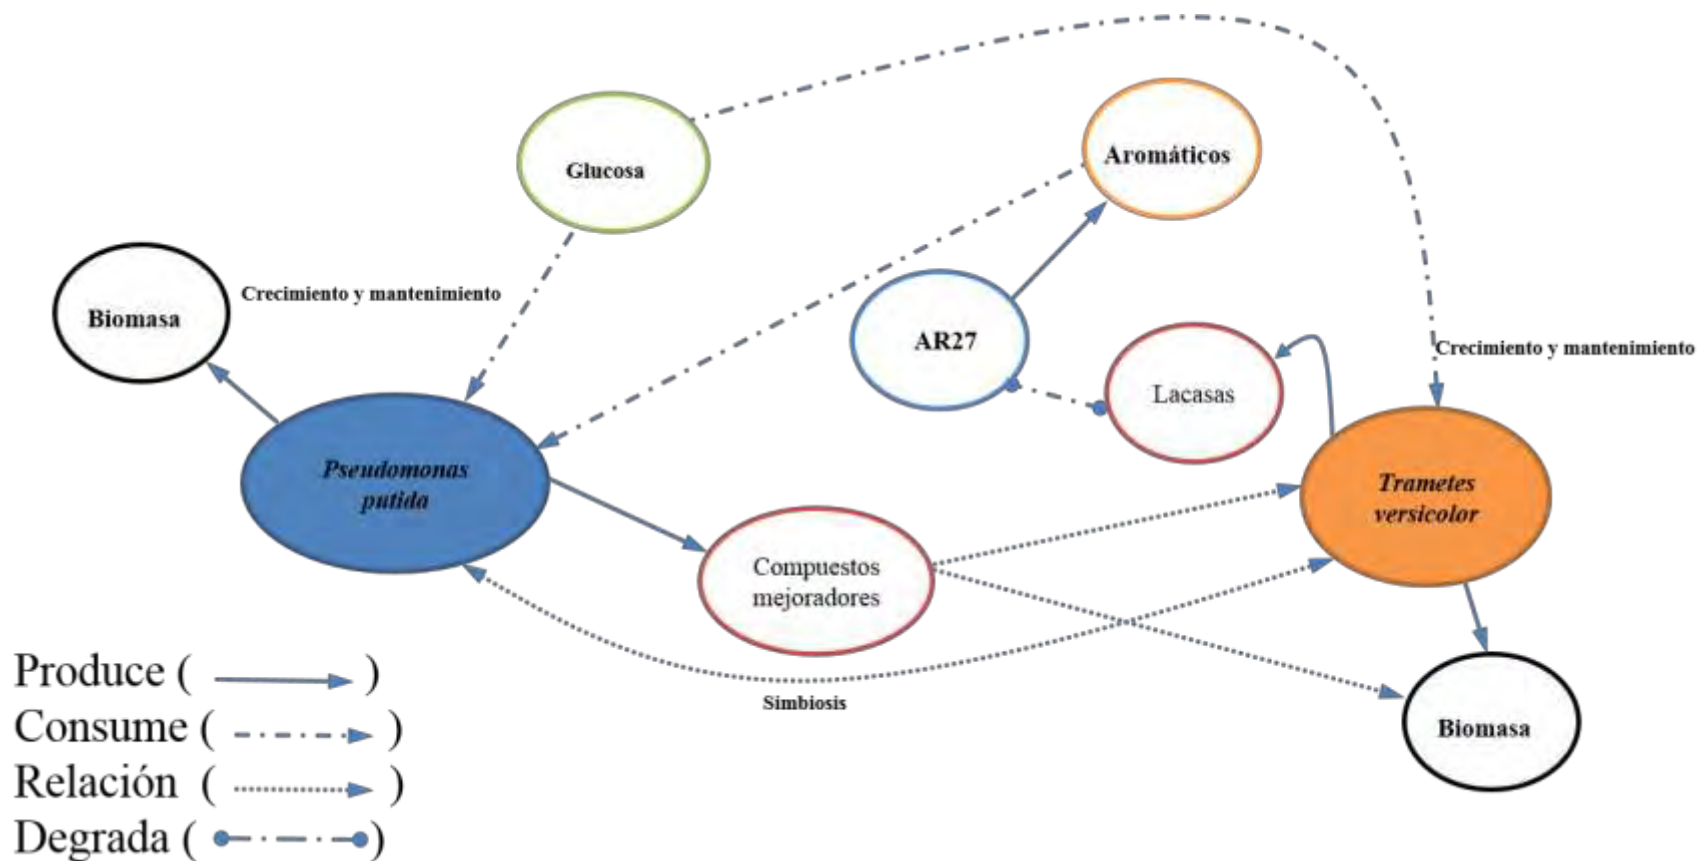 Glucosa
Aromáticos
Biomasa
Crecimiento y mantenimiento
AR27
Lacasas
Crecimiento y mantenimiento
Pseudomonas
putida
Trametes
versicolor
Compuestos
mejoradores
Simbiosis
Biomasa
Produce ( )
Consume ( )
Relación ( )
Degrada ( )